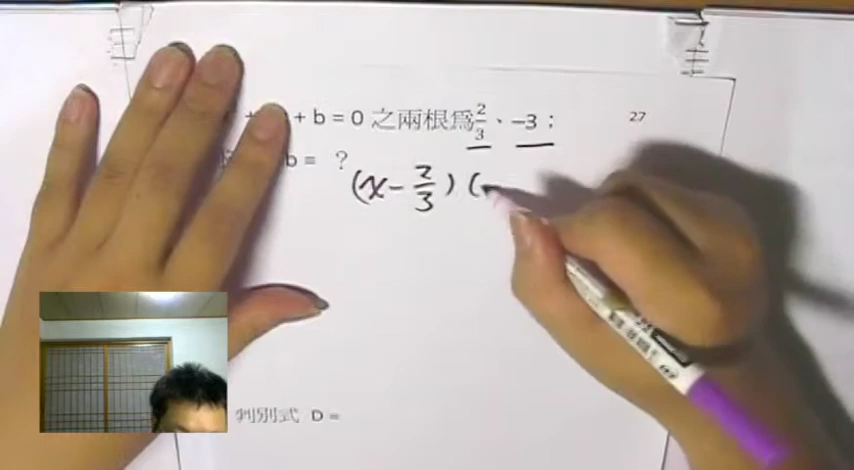 + b = 0 之兩根爲 2/3、-3：
27
b = ？
(x - 2/3) (
判別式 D =